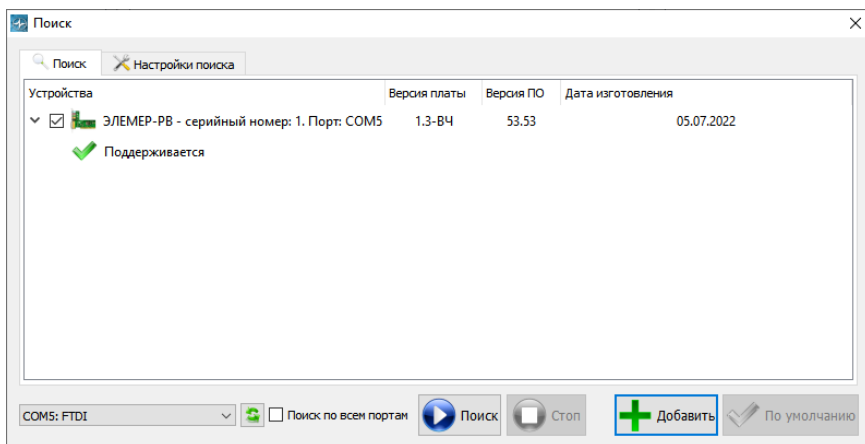 Поиск
Поиск
Настройки поиска
Устройства Версия платы Версия ПО Дата изготовления
ЭЛЕМЕР-РВ - серийный номер: 1. Порт: COM5 1.3-ВЧ 53.53 05.07.2022
Поддерживается
COM5: FTDI Поиск по всем портам Поиск Стоп Добавить По умолчанию